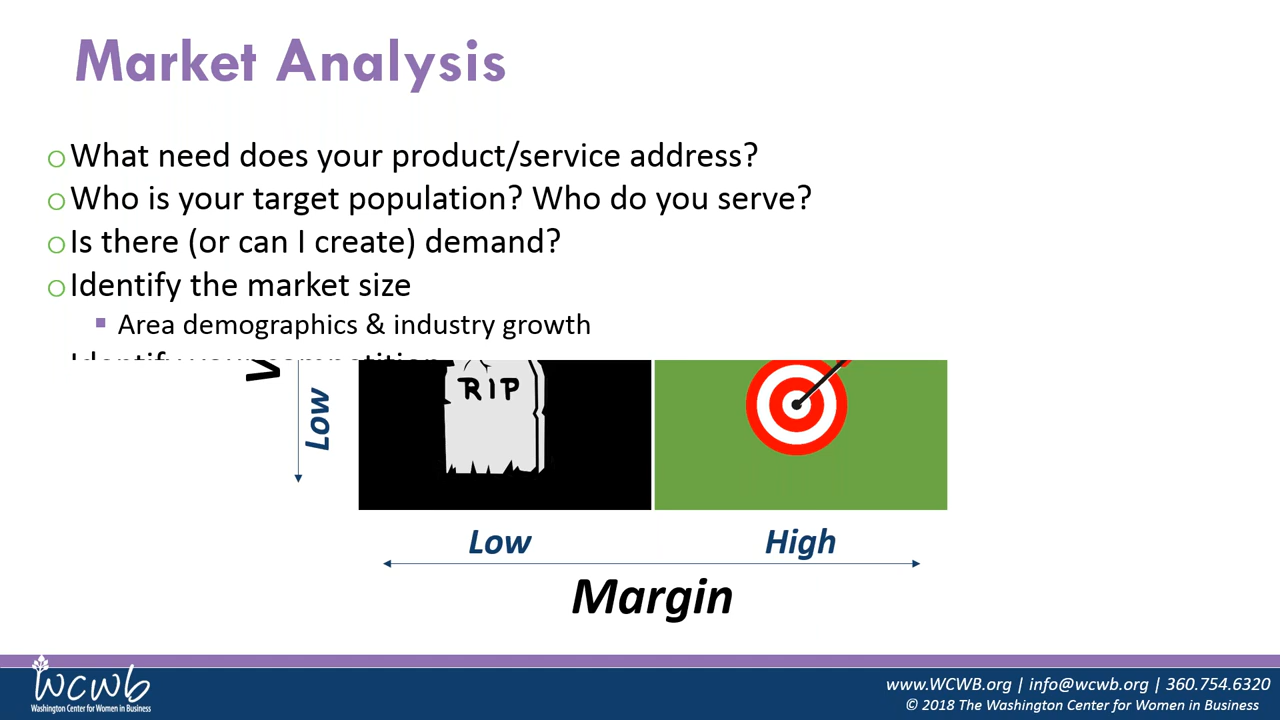 Market Analysis
What need does your product/service address?
Who is your target population? Who do you serve?
Is there (or can I create) demand?
Identify the market size
Area demographics & industry growth
Identify your competition
RIP
Low
Low
High
Margin
wcwb
Washington Center for Women in Business
www.WCWB.org | info@wcwb.org | 360.754.6320
© 2018 The Washington Center for Women in Business